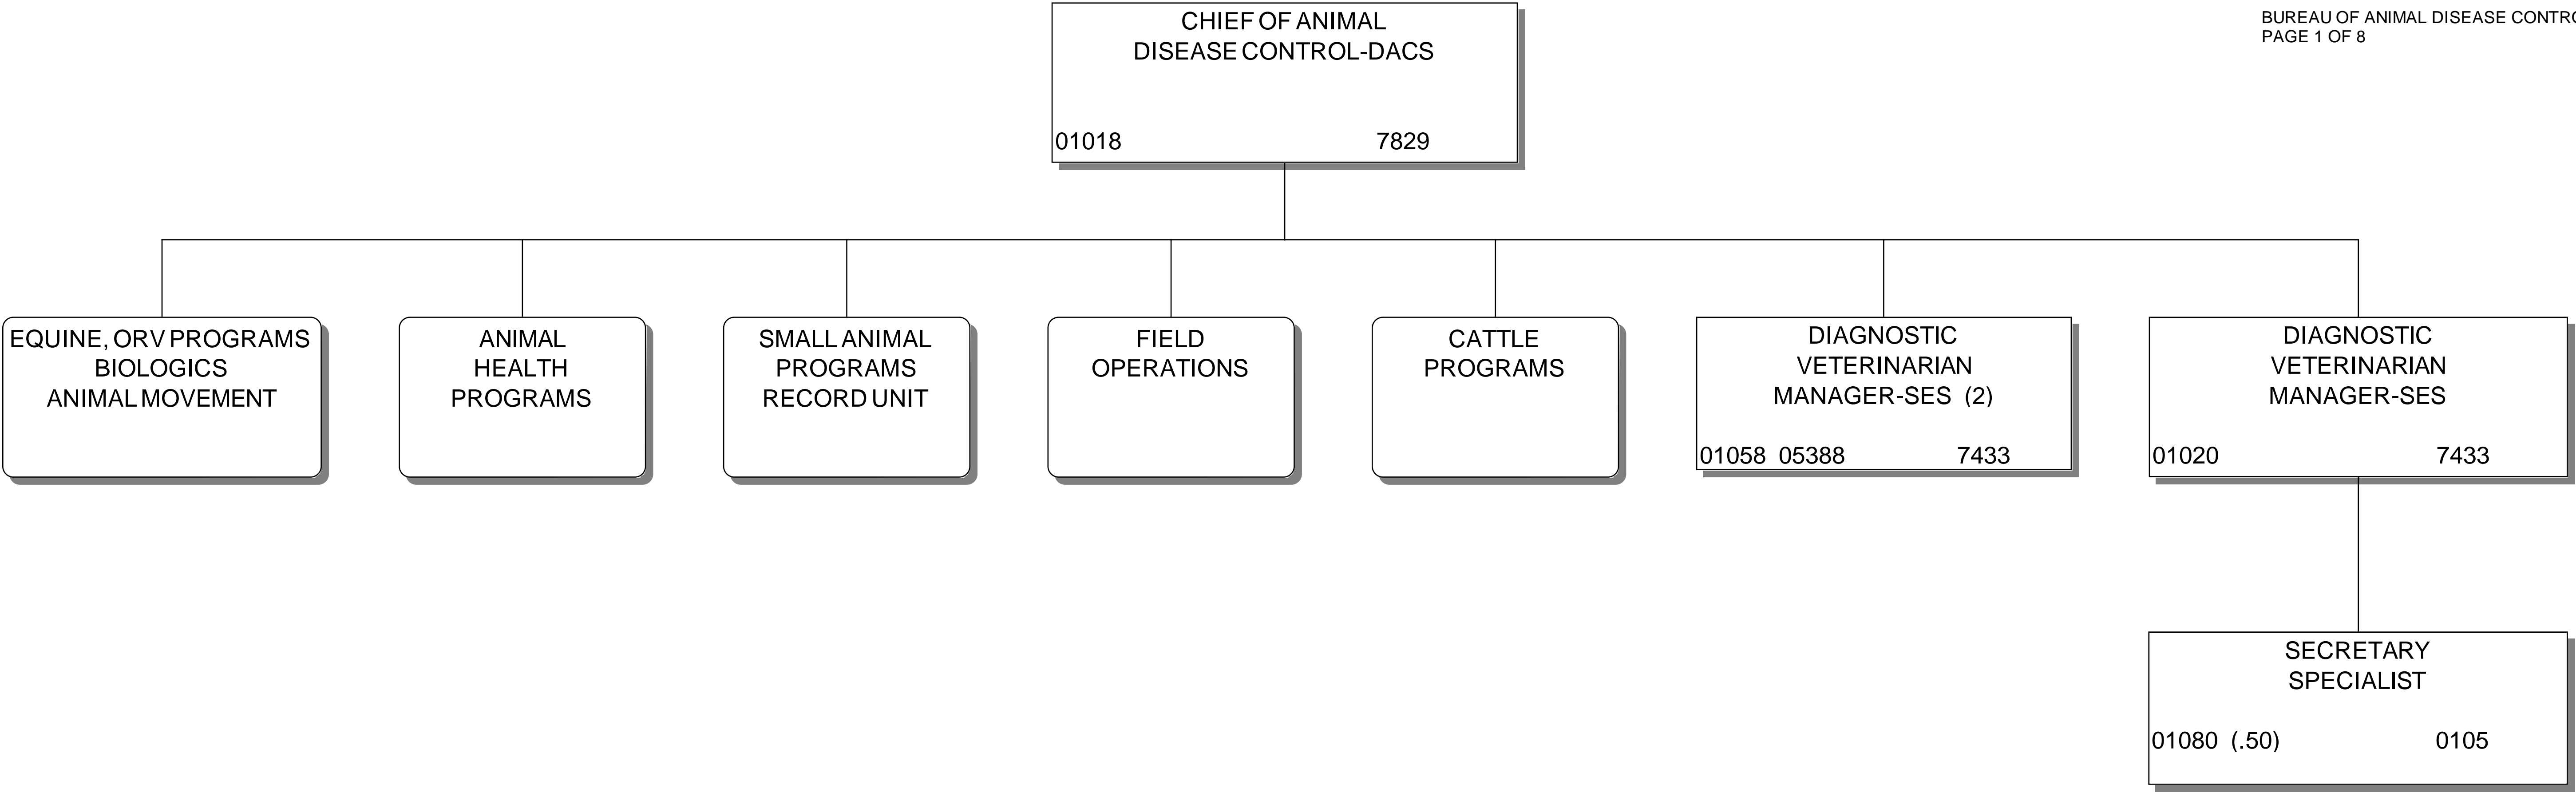 BUREAU OF ANIMAL DISEASE
PAGE 1 OF 8
CHIEF OF ANIMAL
DISEASE CONTROL-DACS
01018 7829
EQUINE, ORV PROGRAMS
BIOLOGICS
ANIMAL MOVEMENT
ANIMAL
HEALTH
PROGRAMS
SMALL ANIMAL
PROGRAMS
RECORD UNIT
FIELD
OPERATIONS
CATTLE
PROGRAMS
DIAGNOSTIC
VETERINARIAN
MANAGER-SES (2)
01058 05388 7433
DIAGNOSTIC
VETERINARIAN
MANAGER-SES
01020 7433
SECRETARY
SPECIALIST
01080 (.50) 0105